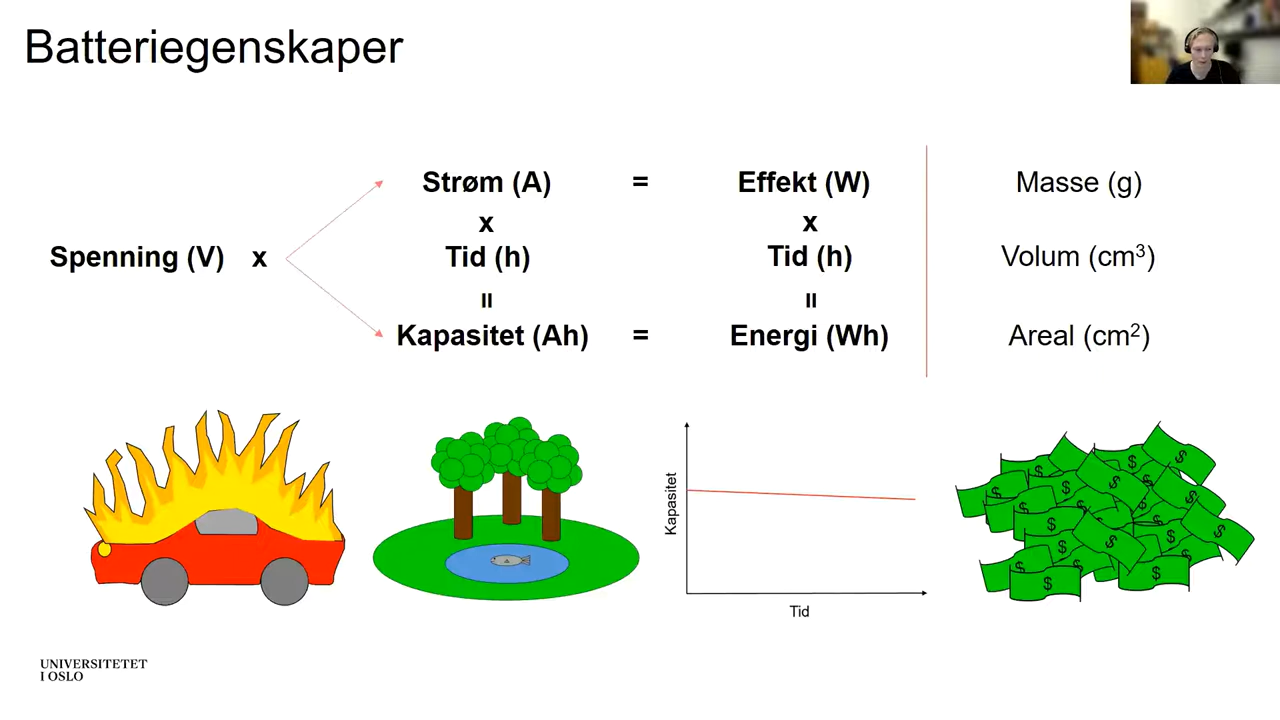 Batteriegenskaper
Strøm (A) = Effekt (W) Masse (g)
x x
Spenning (V) x Tid (h) Tid (h) Volum (cm³)
= =
Kapasitet (Ah) = Energi (Wh) Areal (cm²)
Kapasitet
Tid
$ $ $ $ $ $ $ $ $ $ $ $ $ $ $ $
UNIVERSITETET
I OSLO